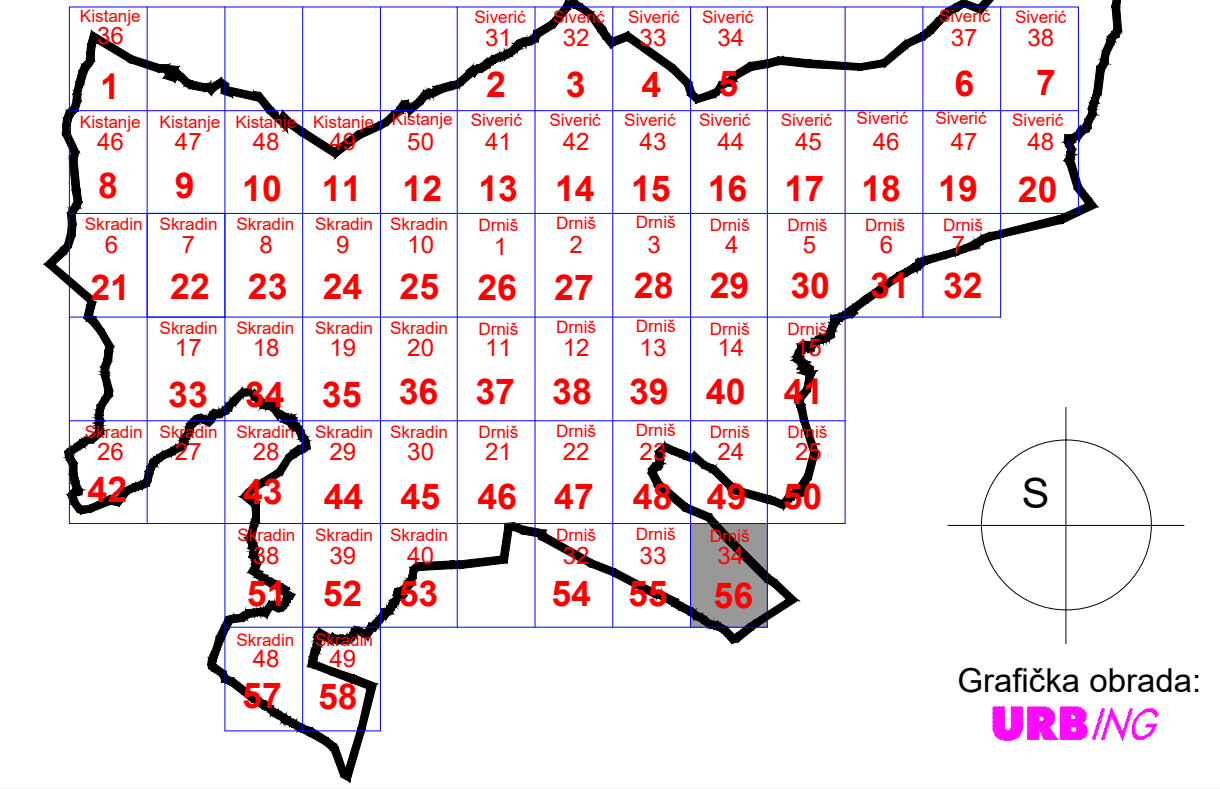 Kistanje Siverić Siverić Siverić Siverić Siverić Siverić
36 31 32 33 34 37 38
1 2 3 4 5 6 7
Kistanje Kistanje Kistanje Kistanje Kistanje Siverić Siverić Siverić Siverić Siverić Siverić Siverić Siverić
46 47 48 49 50 41 42 43 44 45 46 47 48
8 9 10 11 12 13 14 15 16 17 18 19 20
Skradin Skradin Skradin Skradin Skradin Drniš Drniš Drniš Drniš Drniš Drniš Drniš
6 7 8 9 10 1 2 3 4 5 6 7
21 22 23 24 25 26 27 28 29 30 31 32
Skradin Skradin Skradin Skradin Drniš Drniš Drniš Drniš Drniš
17 18 19 20 11 12 13 14 15
33 34 35 36 37 38 39 40 41
Skradin Skradin Skradin Skradin Skradin Drniš Drniš Drniš Drniš Drniš
26 27 28 29 30 21 22 23 24 25
42 43 44 45 46 47 48 49 50
Skradin Skradin Skradin Drniš Drniš Drniš
38 39 40 32 33 34
51 52 53 54 55 56
Skradin Skradin
48 49
57 58
S
Grafička obrada:
URBING